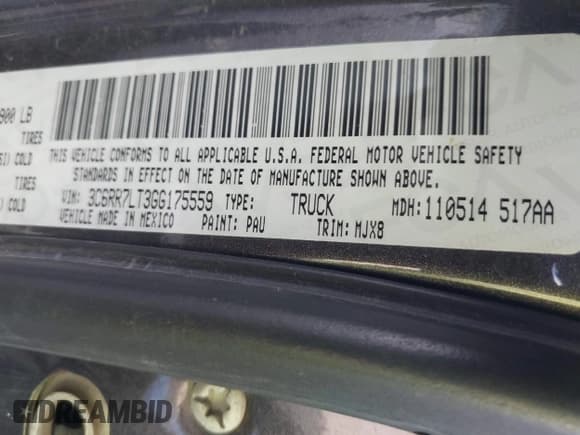 900 LB
TIRES
COLD
TIRES
COLD
THIS VEHICLE CONFORMS TO ALL APPLICABLE U.S.A. FEDERAL MOTOR VEHICLE SAFETY
STANDARDS IN EFFECT ON THE DATE OF MANUFACTURE SHOWN ABOVE.
VIN: 3C6RR7LT3GG175559 TYPE: TRUCK MDH: 110514 517AA
VEHICLE MADE IN MEXICO PAINT: PAU TRIM: MJX8
DREAMBID